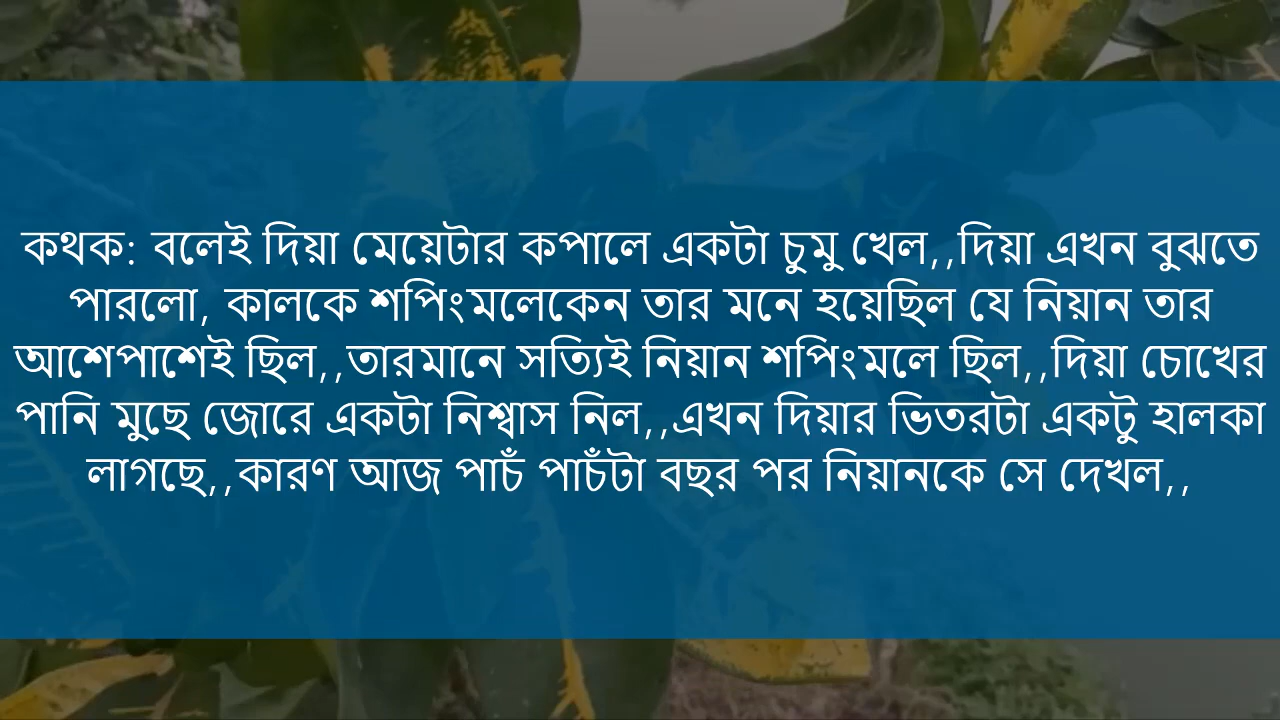 কথক: বলেই দিয়া মেয়েটার কপালে একটা চুমু খেল,,দিয়া এখন বুঝতে
পারলো, কালকে শপিংমলেকেন তার মনে হয়েছিল যে নিয়ান তার
আশেপাশেই ছিল,,তারমানে সত্যিই নিয়ান শপিংমলে ছিল,,দিয়া চোখের
পানি মুছে জোরে একটা নিশ্বাস নিল,,এখন দিয়ার ভিতরটা একটু হালকা
লাগছে,,কারণ আজ পাচঁ পাচঁটা বছর পর নিয়ানকে সে দেখল,,